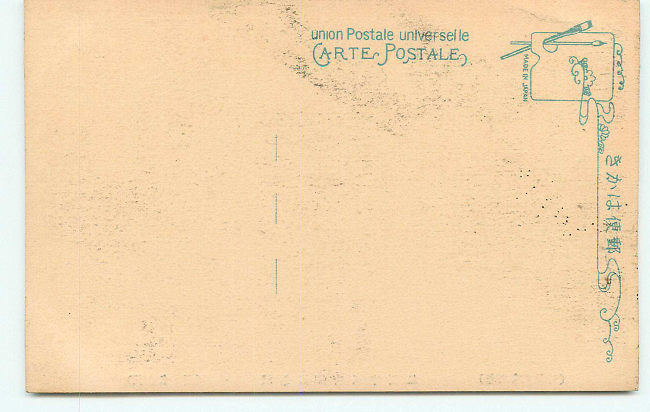 union Postale universelle
CARTE POSTALE
MADE IN JAPAN
きかは便郵